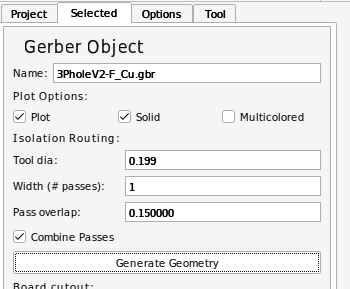 Project Selected Options Tool
Gerber Object
Name: 3PholeV2-F_Cu.gbr
Plot Options:
Plot Solid Multicolored
Isolation Routing:
Tool dia: 0.199
Width (# passes): 1
Pass overlap: 0.150000
Combine Passes
Generate Geometry
Board cutout: